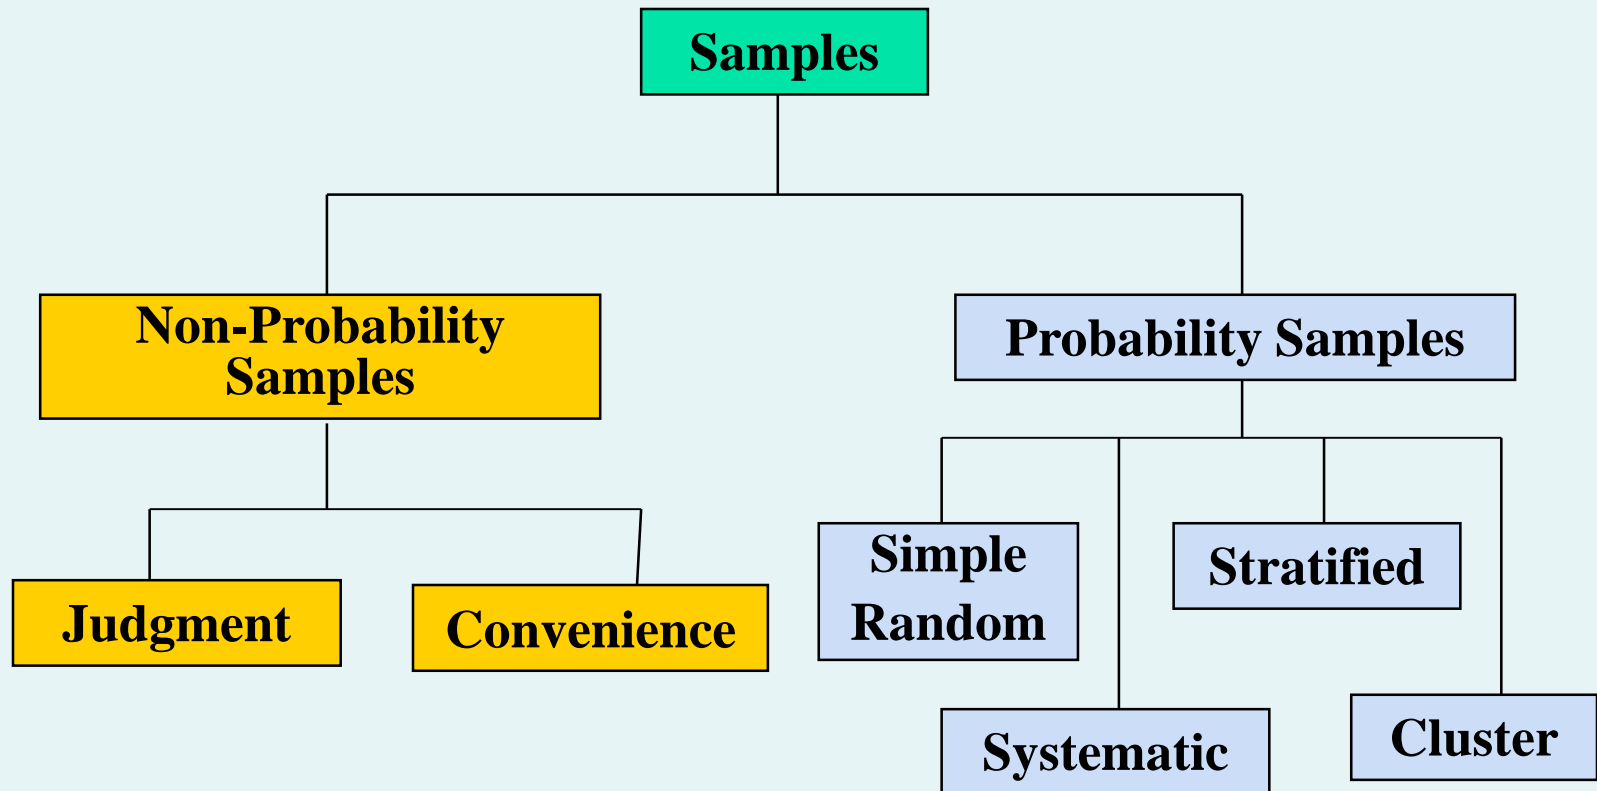 Samples
Non-Probability
Samples
Probability Samples
Judgment
Convenience
Simple
Random
Stratified
Systematic
Cluster